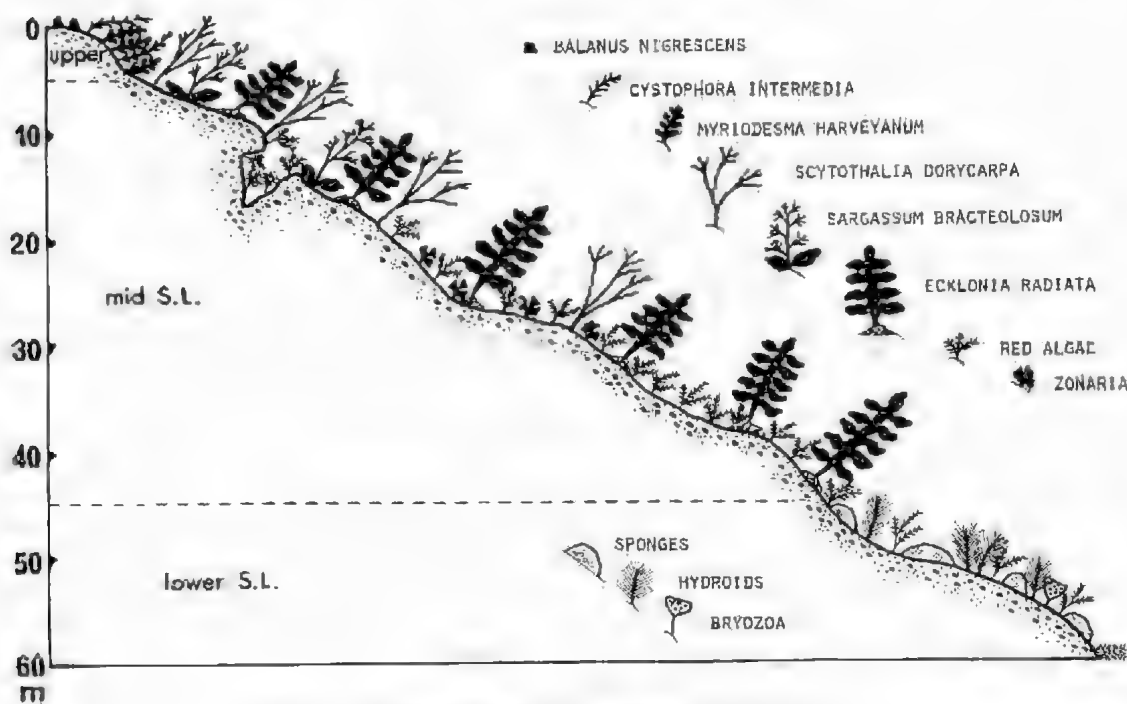 0
upper
10
20
mid S.L.
30
40
50
lower S.L.
60
m
BALANUS NIGRESCENS
CYSTOPHORA INTERMEDIA
MYRIODESMA HARVEYANUM
SCYTOTHALIA DORYCARPA
SARGASSUM BRACTEOLOSUM
ECKLONIA RADIATA
RED ALGAE
ZONARIA
SPONGES
HYDROIDS
BRYOZOA